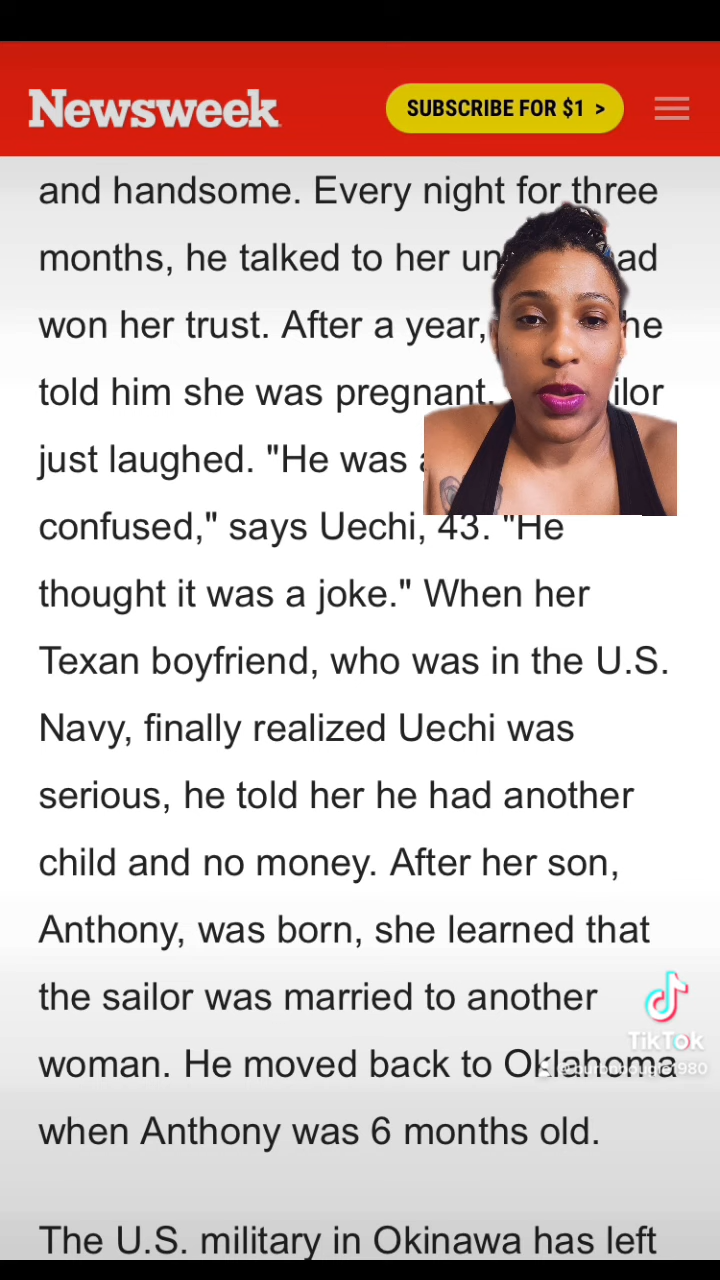 Newsweek
SUBSCRIBE FOR $1 >
and handsome. Every night for three
months, he talked to her ad
won her trust. After a year, he
told him she was pregnant. ilor
just laughed. "He was
confused," says Uechi, 43. "He
thought it was a joke." When her
Texan boyfriend, who was in the U.S.
Navy, finally realized Uechi was
serious, he told her he had another
child and no money. After her son,
Anthony, was born, she learned that
the sailor was married to another
TikTok
woman. He moved back to Oklahoma
when Anthony was 6 months old.
The U.S. military in Okinawa has left